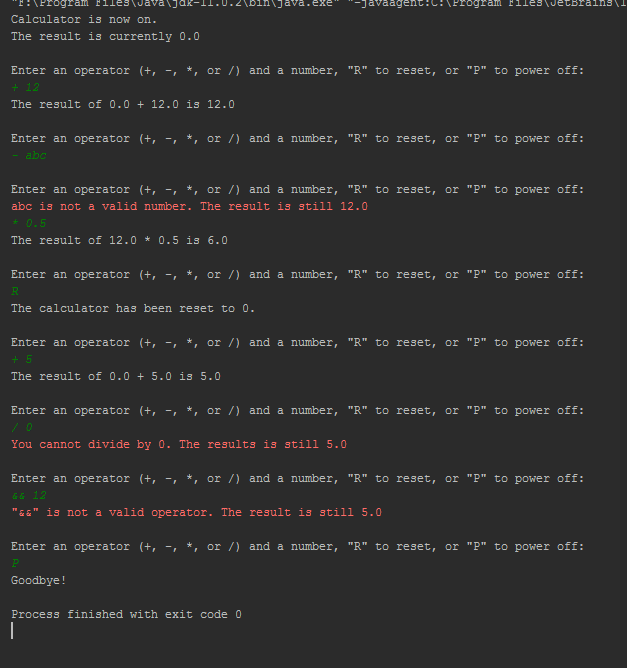 "F:\Program Files\Java\jdk-11.0.2\bin\java.exe" "-javaagent:C:\Program Files\JetBrains\I
Calculator is now on.
The result is currently 0.0
Enter an operator (+, -, *, or /) and a number, "R" to reset, or "P" to power off:
+ 12
The result of 0.0 + 12.0 is 12.0
Enter an operator (+, -, *, or /) and a number, "R" to reset, or "P" to power off:
- abc
Enter an operator (+, -, *, or /) and a number, "R" to reset, or "P" to power off:
abc is not a valid number. The result is still 12.0
* 0.5
The result of 12.0 * 0.5 is 6.0
Enter an operator (+, -, *, or /) and a number, "R" to reset, or "P" to power off:
R
The calculator has been reset to 0.
Enter an operator (+, -, *, or /) and a number, "R" to reset, or "P" to power off:
+ 5
The result of 0.0 + 5.0 is 5.0
Enter an operator (+, -, *, or /) and a number, "R" to reset, or "P" to power off:
/ 0
You cannot divide by 0. The results is still 5.0
Enter an operator (+, -, *, or /) and a number, "R" to reset, or "P" to power off:
&& 12
"&&" is not a valid operator. The result is still 5.0
Enter an operator (+, -, *, or /) and a number, "R" to reset, or "P" to power off:
P
Goodbye!
Process finished with exit code 0